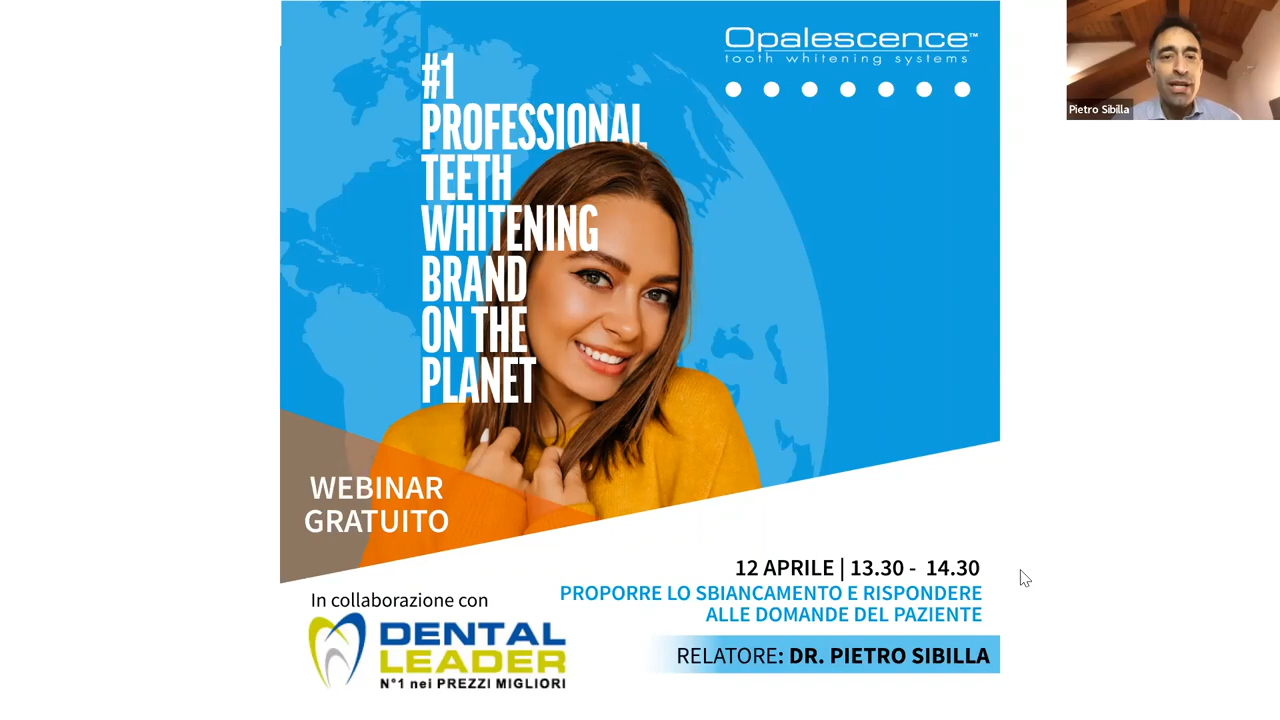 #1
PROFESSIONAL
TEETH
WHITENING
BRAND
ON THE
PLANET
Opalescence™
tooth whitening systems
Pietro Sibilla
WEBINAR
GRATUITO
12 APRILE | 13.30 - 14.30
PROPORRE LO SBIANCAMENTO E RISPONDERE
ALLE DOMANDE DEL PAZIENTE
RELATORE: DR. PIETRO SIBILLA
In collaborazione con
DENTAL
LEADER
N°1 nei PREZZI MIGLIORI